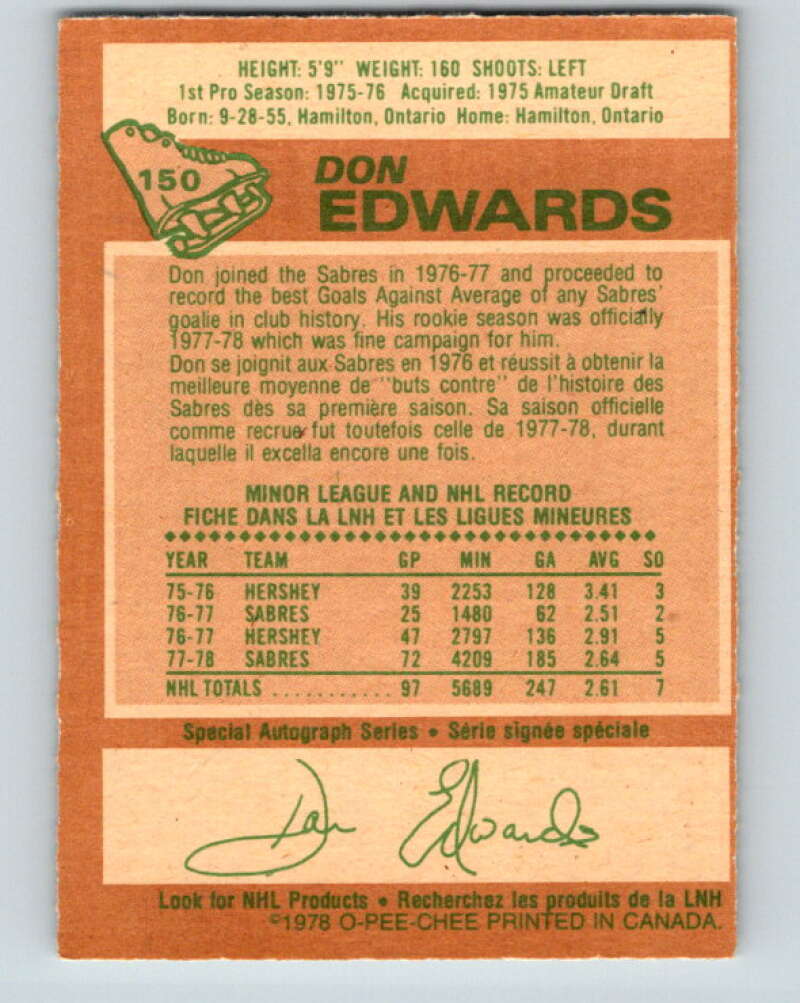 HEIGHT: 5'9" WEIGHT: 160 SHOOTS: LEFT
1st Pro Season: 1975-76 Acquired: 1975 Amateur Draft
Born: 9-28-55, Hamilton, Ontario Home: Hamilton, Ontario
150
DON
EDWARDS
Don joined the Sabres in 1976-77 and proceeded to
record the best Goals Against Average of any Sabres'
goalie in club history. His rookie season was officially
1977-78 which was fine campaign for him.
Don se joignit aux Sabres en 1976 et réussit à obtenir la
meilleure moyenne de "buts contre" de l'histoire des
Sabres dès sa première saison. Sa saison officielle
comme recrue fut toutefois celle de 1977-78, durant
laquelle il excella encore une fois.
MINOR LEAGUE AND NHL RECORD
FICHE DANS LA LNH ET LES LIGUES MINEURES
YEAR TEAM GP MIN GA AVG SO
75-76 HERSHEY 39 2253 128 3.41 3
76-77 SABRES 25 1480 62 2.51 2
76-77 HERSHEY 47 2797 136 2.91 5
77-78 SABRES 72 4209 185 2.64 5
NHL TOTALS ........... 97 5689 247 2.61 7
Special Autograph Series • Série signée spéciale
Don Edwards
Look for NHL Products • Recherchez les produits de la LNH
©1978 O-PEE-CHEE PRINTED IN CANADA.